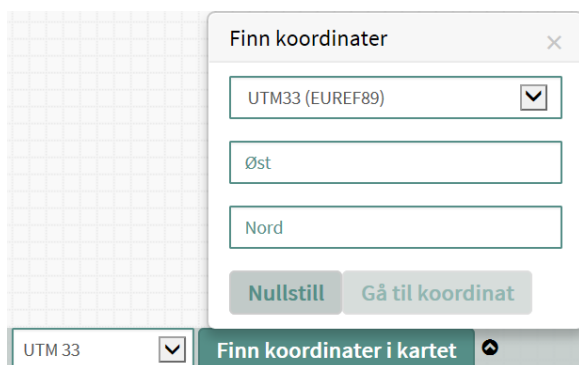 Finn koordinater
UTM33 (EUREF89)
Øst
Nord
Nullstill Gå til koordinat
UTM 33 Finn koordinater i kartet